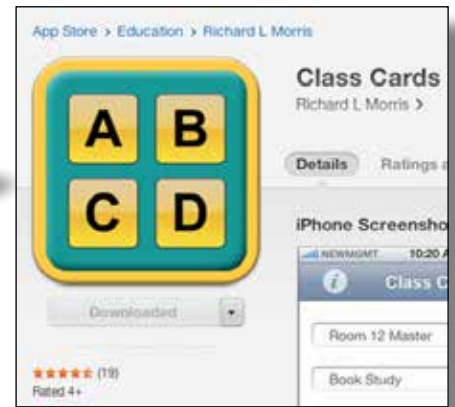 App Store > Education > Richard L Morris
Class Cards
Richard L Morris >
A B
C D
Details Ratings
iPhone
Downloaded
NEWMGMT 10:20
Class
Room 12 Master
Book Study
(19)
Rated 4+